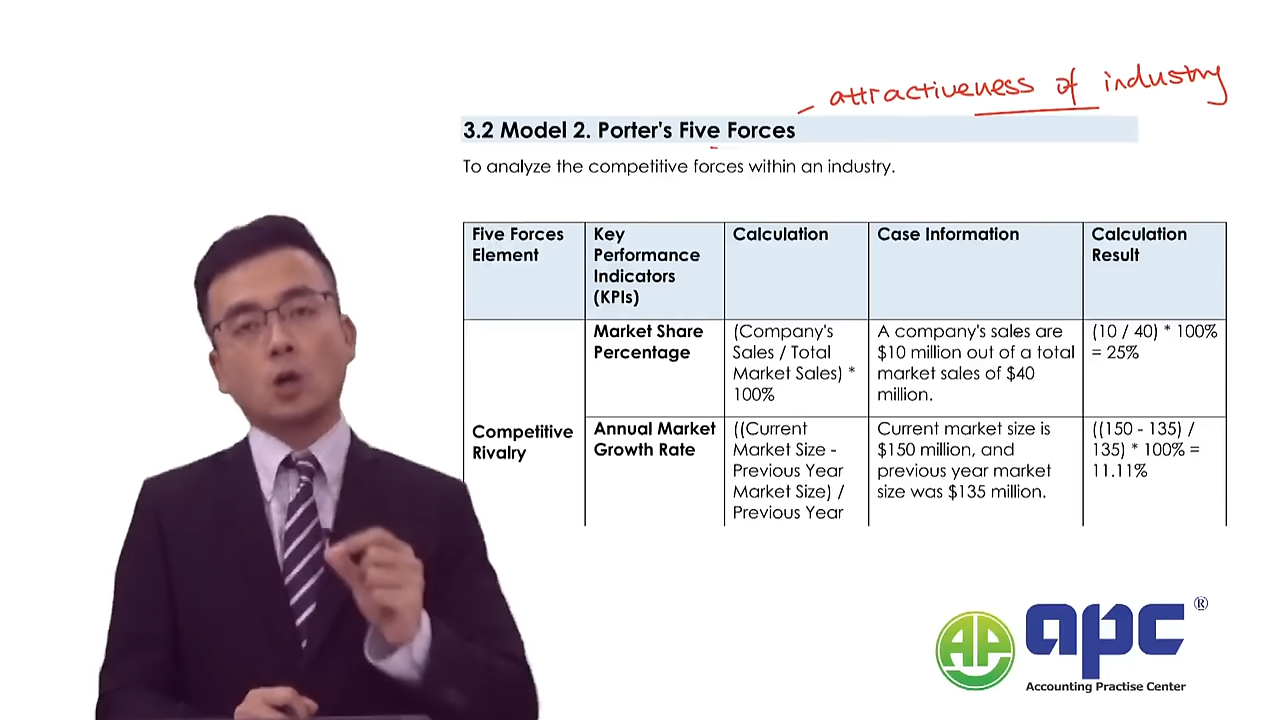 attractiveness of industry
3.2 Model 2. Porter's Five Forces
To analyze the competitive forces within an industry.
Five Forces
Element
Key
Performance
Indicators
(KPIs)
Calculation
Case Information
Calculation
Result
Competitive
Rivalry
Market Share
Percentage
(Company's
Sales / Total
Market Sales) *
100%
A company's sales are
$10 million out of a total
market sales of $40
million.
(10 / 40) * 100%
= 25%
Annual Market
Growth Rate
((Current
Market Size -
Previous Year
Market Size) /
Previous Year
Current market size is
$150 million, and
previous year market
size was $135 million.
((150 - 135) /
135) * 100% =
11.11%
AP
apc®
Accounting Practise Center